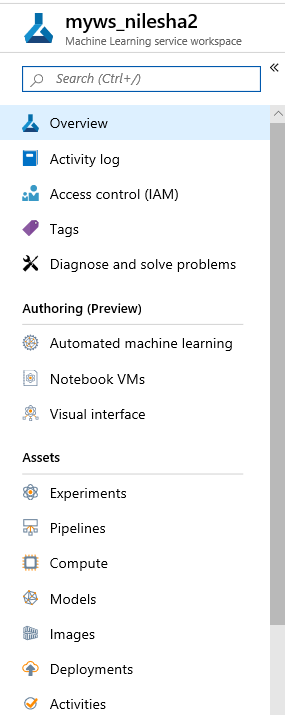 myws_nilesha2
Machine Learning service workspace
Search (Ctrl+/)
Overview
Activity log
Access control (IAM)
Tags
Diagnose and solve problems
Authoring (Preview)
Automated machine learning
Notebook VMs
Visual interface
Assets
Experiments
Pipelines
Compute
Models
Images
Deployments
Activities